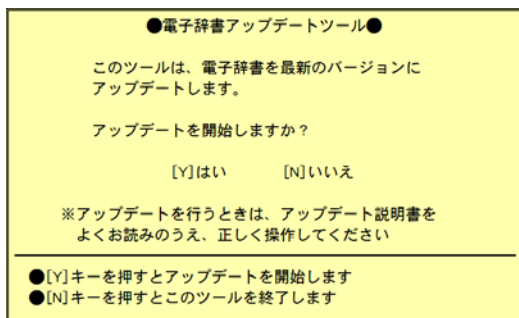 ●電子辞書アップデートツール●
このツールは、電子辞書を最新のバージョンに
アップデートします。
アップデートを開始しますか？
[Y]はい　　[N]いいえ
※アップデートを行うときは、アップデート説明書を
よくお読みのうえ、正しく操作してください
●[Y]キーを押すとアップデートを開始します
●[N]キーを押すとこのツールを終了します